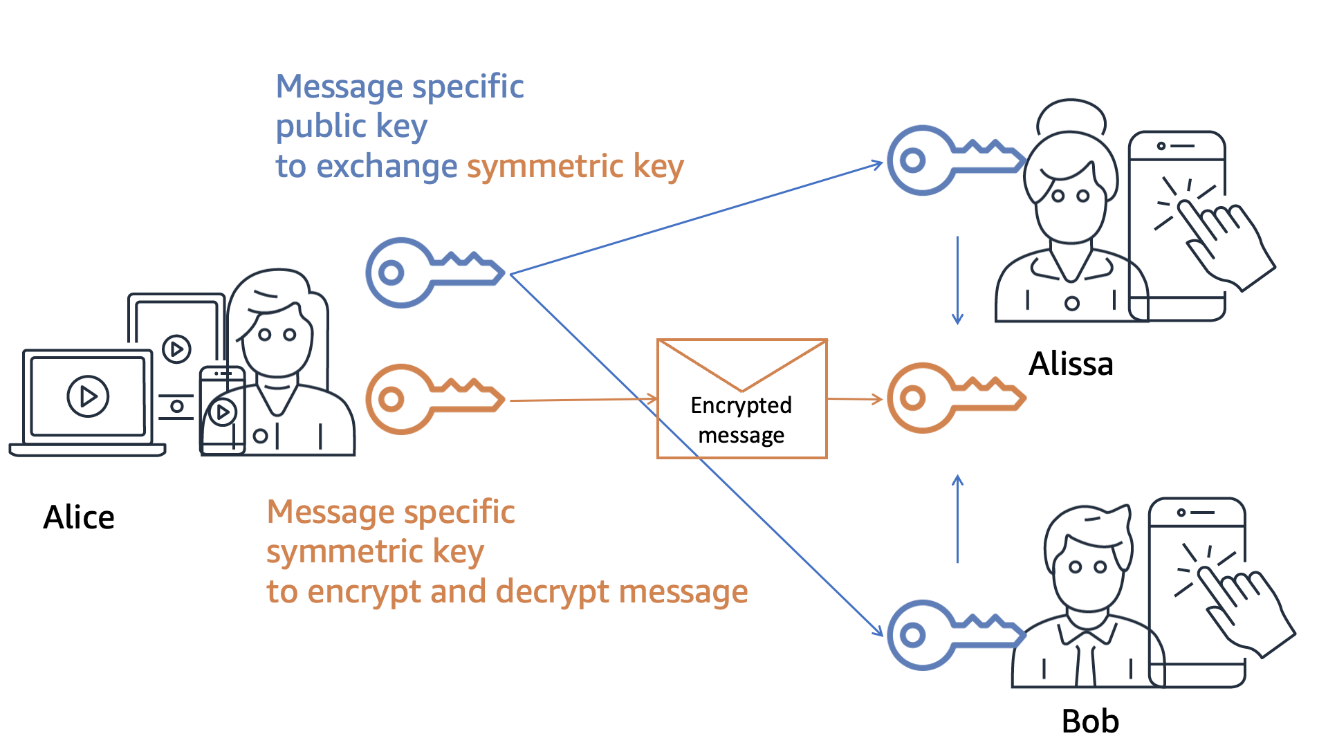 Message specific
public key
to exchange symmetric key
Alissa
Encrypted
message
Alice
Message specific
symmetric key
to encrypt and decrypt message
Bob